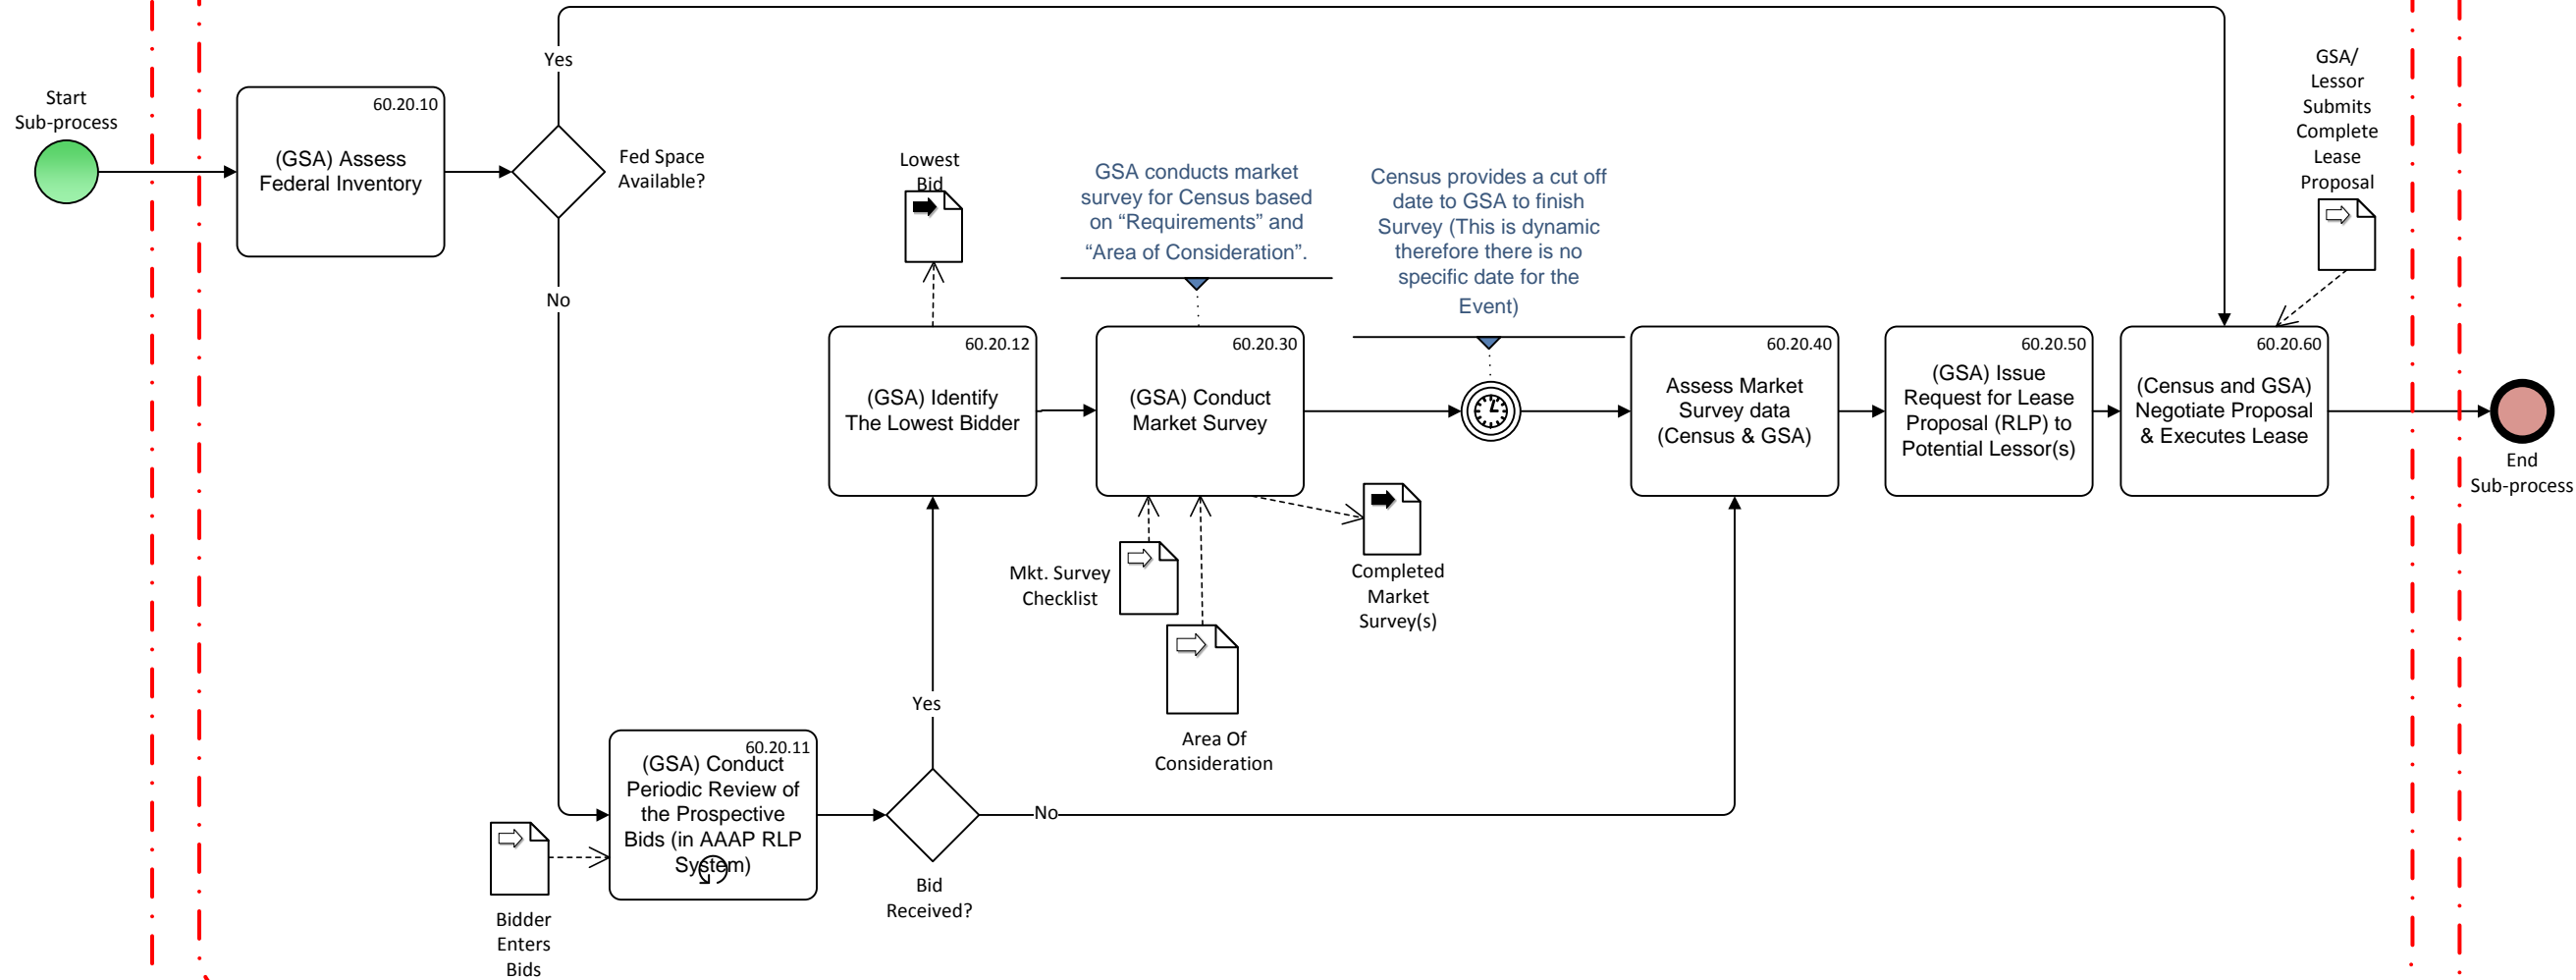 Start
Sub-process
60.20.10
(GSA) Assess
Federal Inventory
Yes
Fed Space
Available?
No
Lowest
Bid
GSA conducts market
survey for Census based
on “Requirements” and
“Area of Consideration”.
Census provides a cut off
date to GSA to finish
Survey (This is dynamic
therefore there is no
specific date for the
Event)
GSA/
Lessor
Submits
Complete
Lease
Proposal
60.20.12
(GSA) Identify
The Lowest Bidder
60.20.30
(GSA) Conduct
Market Survey
60.20.40
Assess Market
Survey data
(Census & GSA)
60.20.50
(GSA) Issue
Request for Lease
Proposal (RLP) to
Potential Lessor(s)
60.20.60
(Census and GSA)
Negotiate Proposal
& Executes Lease
End
Sub-process
Mkt. Survey
Checklist
Completed
Market
Survey(s)
Area Of
Consideration
Yes
60.20.11
(GSA) Conduct
Periodic Review of
the Prospective
Bids (in AAAP RLP
System)
No
Bid
Received?
Bidder
Enters
Bids